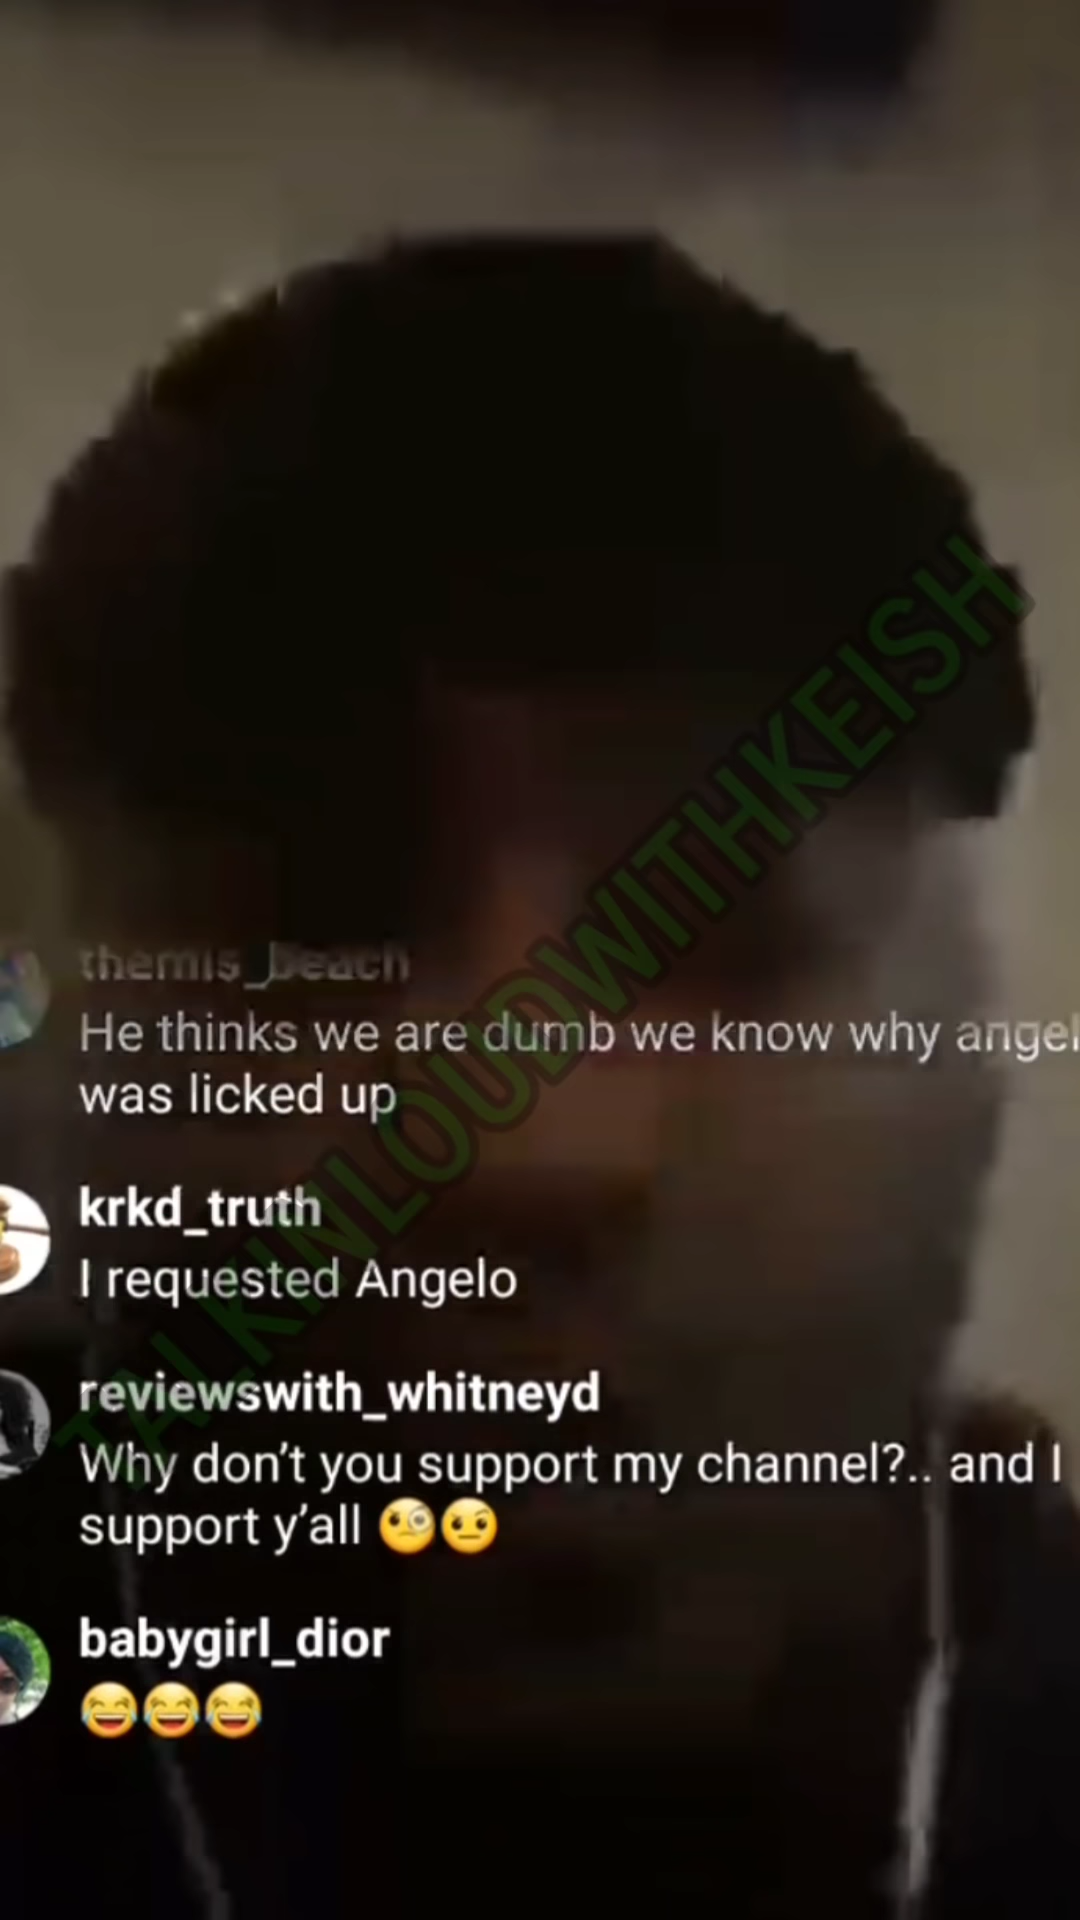 themis_beach
He thinks we are dumb we know why angel
was licked up
krkd_truth
I requested Angelo
reviewswith_whitneyd
Why don’t you support my channel?.. and I
support y’all 🧐🤨
babygirl_dior
😂😂😂
TALKINLOUDWITHKEISH